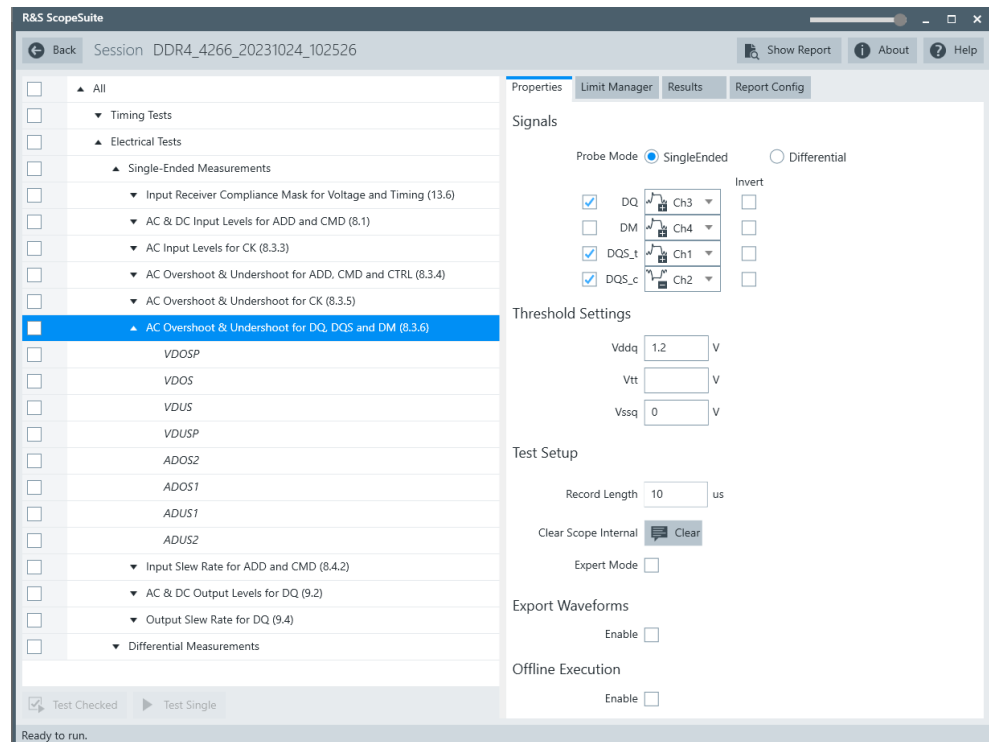 R&S ScopeSuite
Back Session DDR4_4266_20231024_102526 Show Report About Help
All
Timing Tests
Electrical Tests
Single-Ended Measurements
Input Receiver Compliance Mask for Voltage and Timing (13.6)
AC & DC Input Levels for ADD and CMD (8.1)
AC Input Levels for CK (8.3.3)
AC Overshoot & Undershoot for ADD, CMD and CTRL (8.3.4)
AC Overshoot & Undershoot for CK (8.3.5)
AC Overshoot & Undershoot for DQ, DQS and DM (8.3.6)
VDOSP
VDOS
VDUS
VDUSP
ADOS2
ADOS1
ADUS1
ADUS2
Input Slew Rate for ADD and CMD (8.4.2)
AC & DC Output Levels for DQ (9.2)
Output Slew Rate for DQ (9.4)
Differential Measurements
Test Checked Test Single
Properties Limit Manager Results Report Config
Signals
Probe Mode SingleEnded Differential
Invert
DQ Ch3
DM Ch4
DQS_t Ch1
DQS_c Ch2
Threshold Settings
Vddq 1.2 V
Vtt V
Vssq 0 V
Test Setup
Record Length 10 us
Clear Scope Internal Clear
Expert Mode
Export Waveforms
Enable
Offline Execution
Enable
Ready to run.